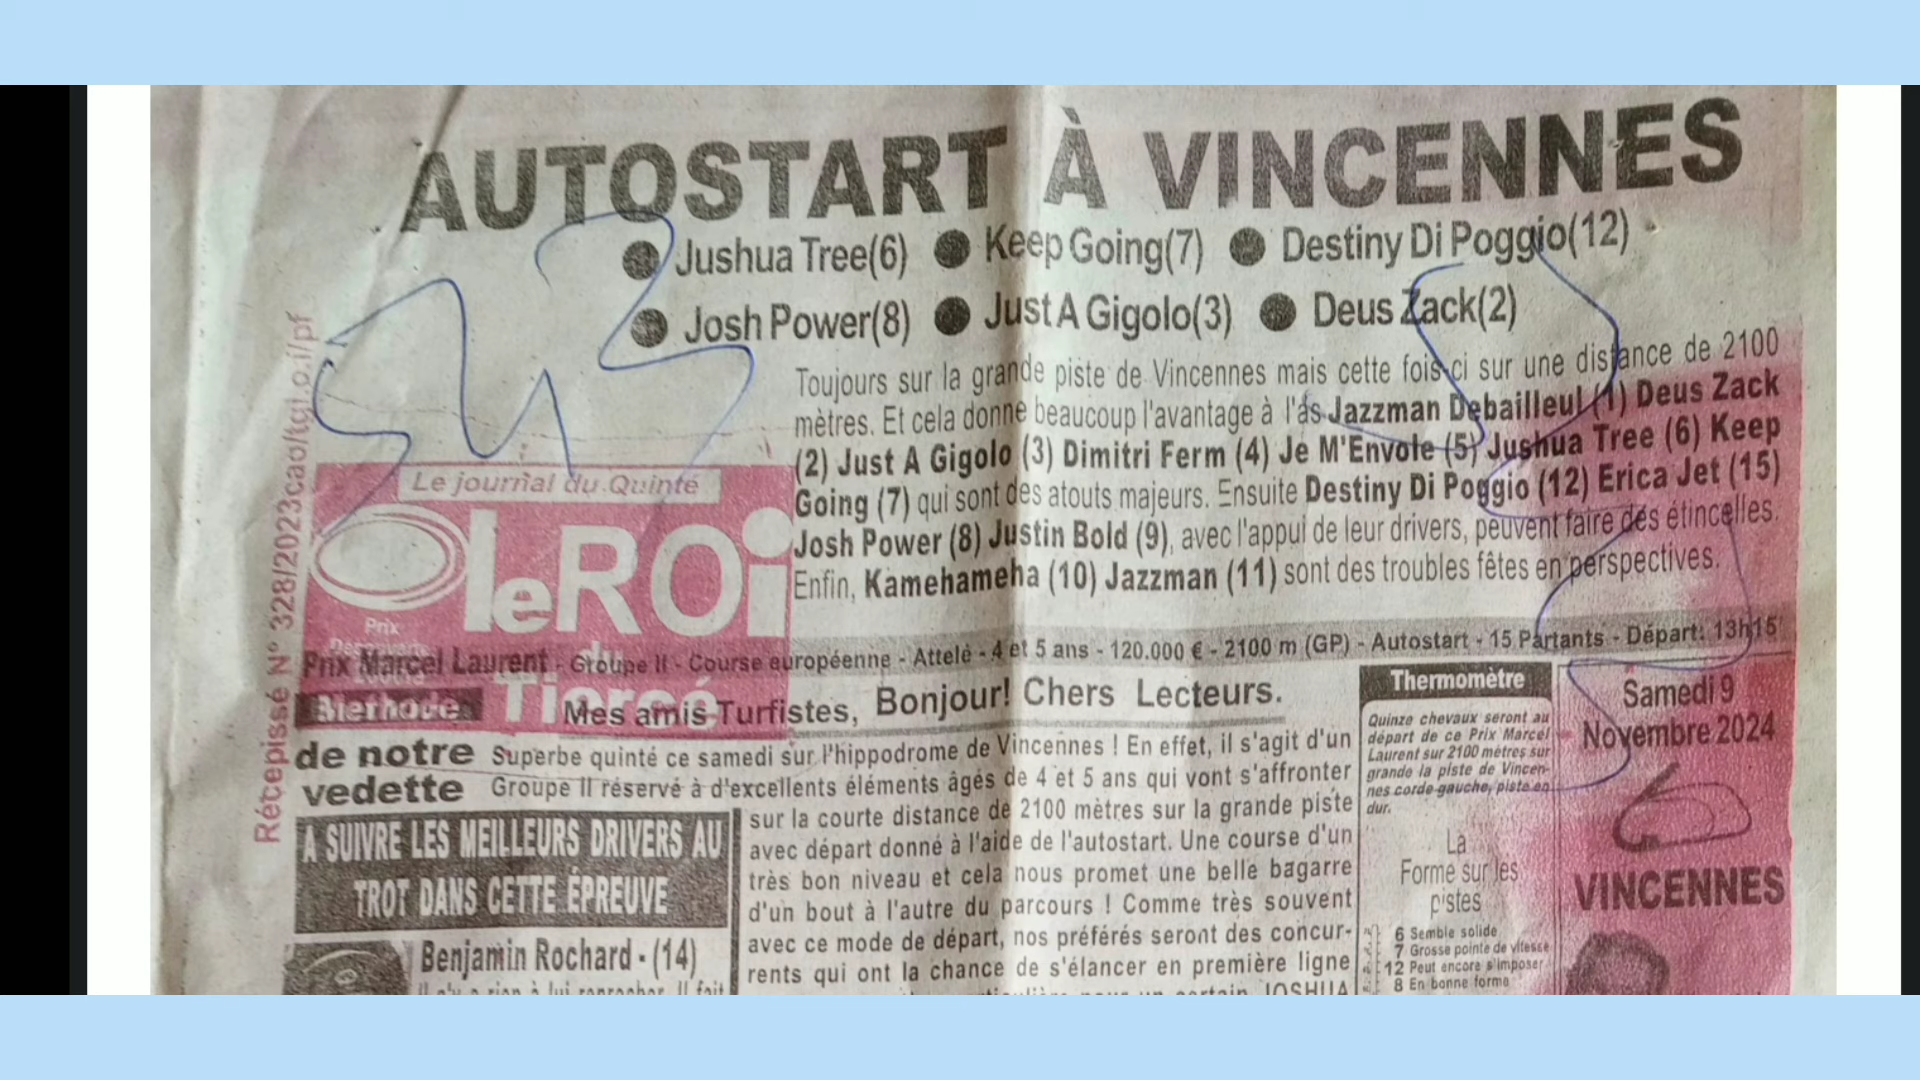 AUTOSTART À VINCENNES
Jushua Tree(6) Keep Going(7) Destiny Di Poggio(12)
Josh Power(8) Just A Gigolo(3) Deus Zack(2)
Toujours sur la grande piste de Vincennes mais cette fois-ci sur une distance de 2100
mètres. Et cela donne beaucoup l'avantage à l'as Jazzman Debailleul (1) Deus Zack
(2) Just A Gigolo (3) Dimitri Ferm (4) Je M'Envole (5) Jushua Tree (6) Keep
Going (7) qui sont des atouts majeurs. Ensuite Destiny Di Poggio (12) Erica Jet (15)
Josh Power (8) Justin Bold (9), avec l'appui de leur drivers, peuvent faire des étincelles.
Enfin, Kamehameha (10) Jazzman (11) sont des troubles fêtes en perspectives.
Récepissé N° 328/2023
Le journal du Quinté
le ROi
du
Tiercé
Prix
Prix Marcel Laurent - Groupe II - Course européenne - Attelé - 4 et 5 ans - 120.000 € - 2100 m (GP) - Autostart - 15 Partants - Départ: 13h15
Methode
de notre
vedette
Mes amis Turfistes, Bonjour! Chers Lecteurs.
Superbe quinté ce samedi sur l'hippodrome de Vincennes ! En effet, il s'agit d'un
Groupe II réservé à d'excellents éléments âgés de 4 et 5 ans qui vont s'affronter
sur la courte distance de 2100 mètres sur la grande piste
avec départ donné à l'aide de l'autostart. Une course d'un
très bon niveau et cela nous promet une belle bagarre
d'un bout à l'autre du parcours ! Comme très souvent
avec ce mode de départ, nos préférés seront des concur-
rents qui ont la chance de s'élancer en première ligne
A SUIVRE LES MEILLEURS DRIVERS AU
TROT DANS CETTE ÉPREUVE
Benjamin Rochard - (14)
Thermomètre
Quinze chevaux seront au
départ de ce Prix Marcel
Laurent sur 2100 mètres sur
grande la piste de Vincen-
nes corde gauche, piste en
dur.
La
Forme sur les
pistes
6 Semble solide
7 Grosse pointe de vitesse
12 Peut encore s'imposer
8 En bonne forme
Samedi 9
Novembre 2024
VINCENNES